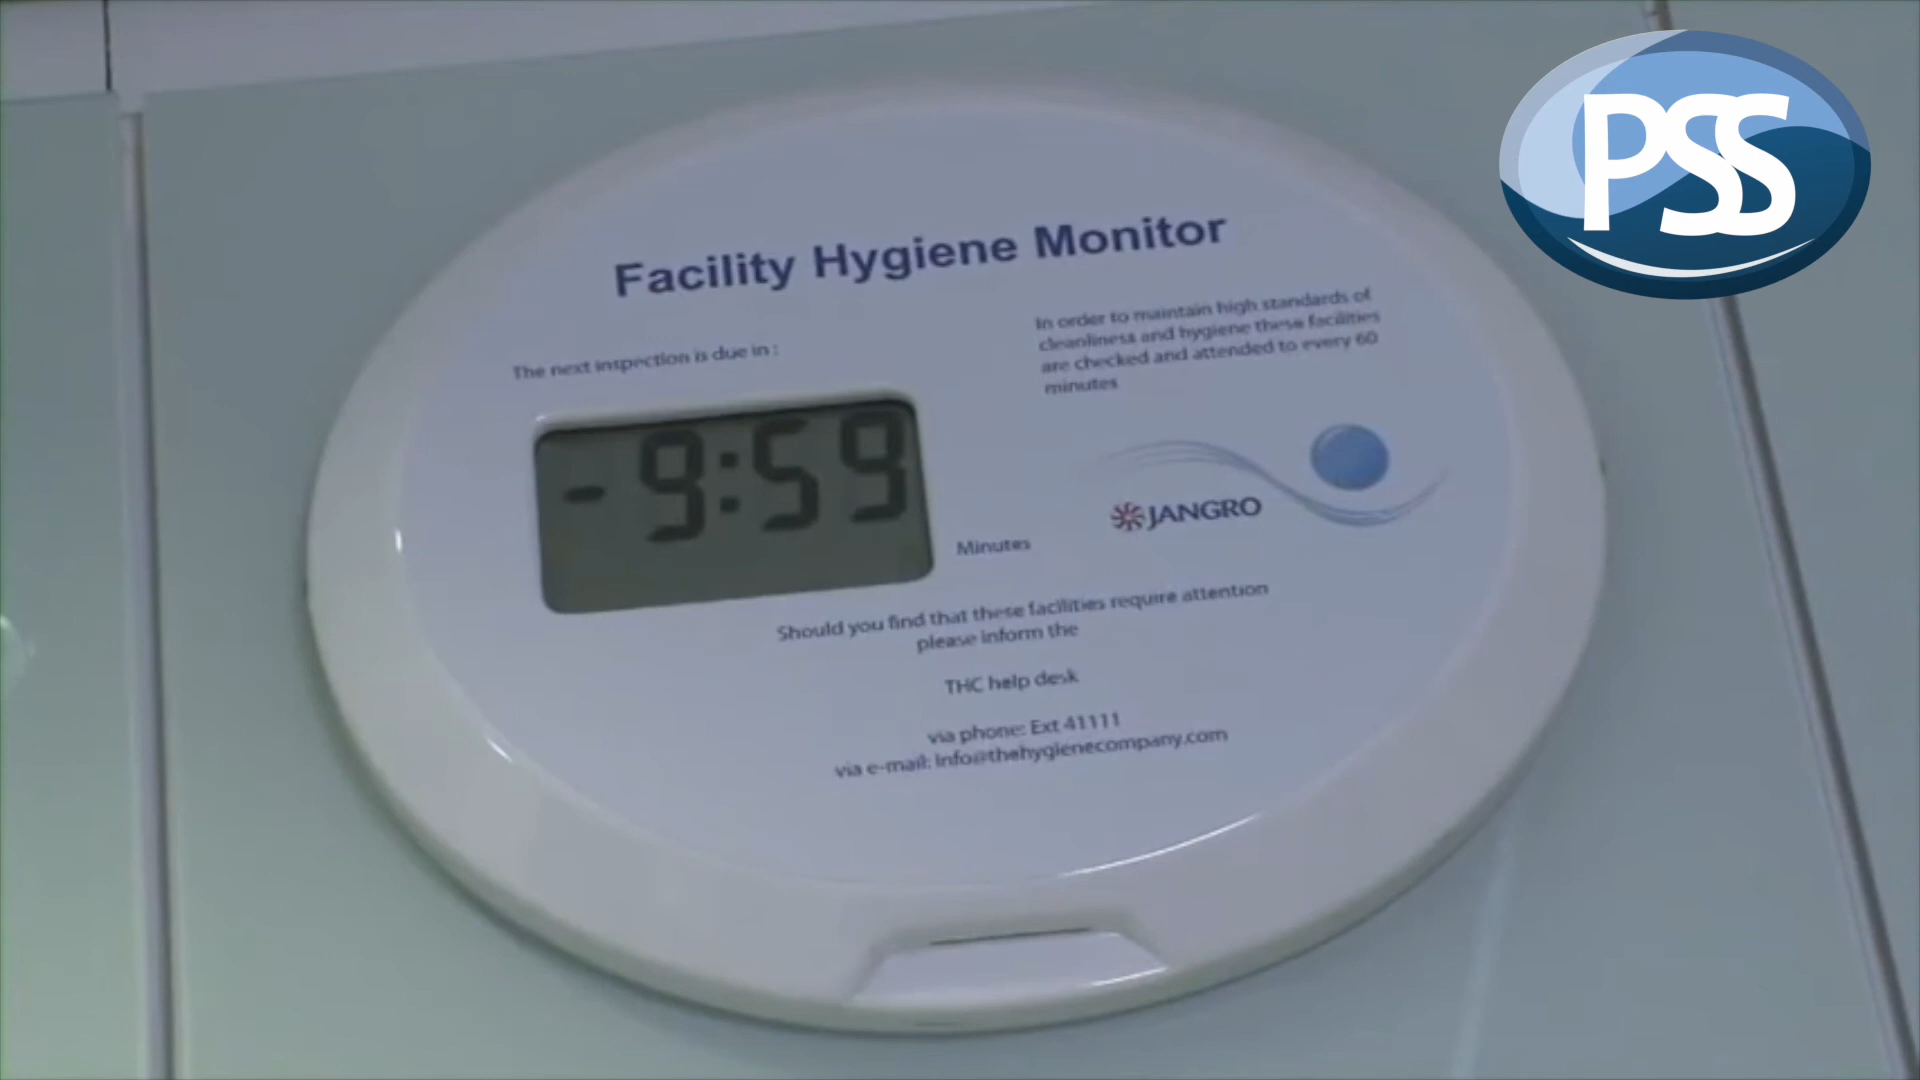 PSS
Facility Hygiene Monitor
The next inspection is due in :
-9:59
Minutes
In order to maintain high standards of
cleanliness and hygiene these facilities
are checked and attended to every 60
minutes
JANGRO
Should you find that these facilities require attention
please inform the
THC help desk
via phone: Ext 41111
via e-mail: info@thehygienecompany.com